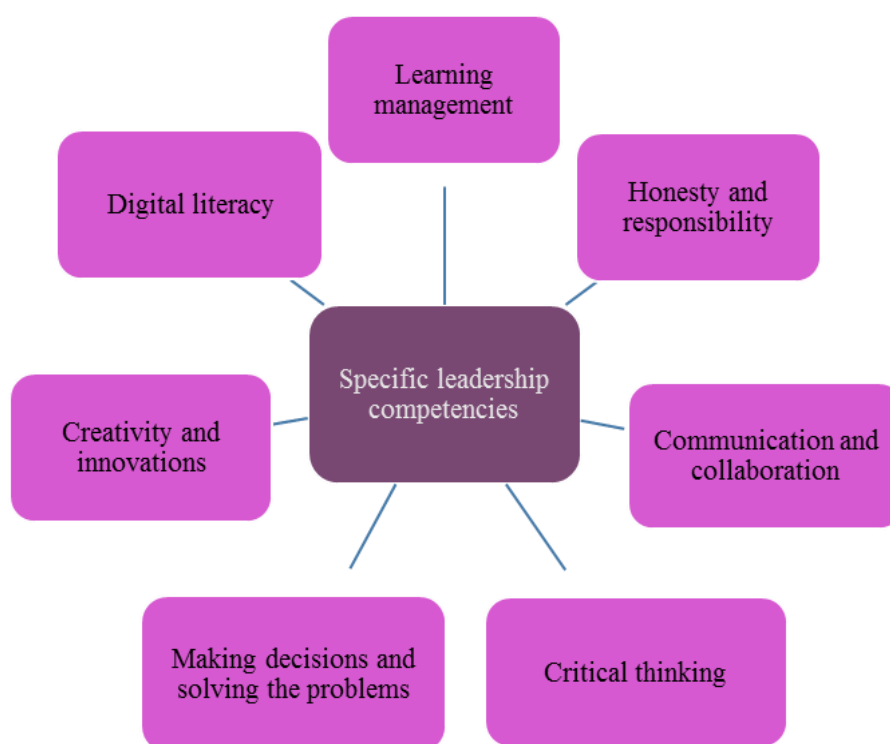 Learning
management
Digital literacy
Honesty and
responsibility
Specific leadership
competencies
Creativity and
innovations
Communication and
collaboration
Making decisions and
solving the problems
Critical thinking